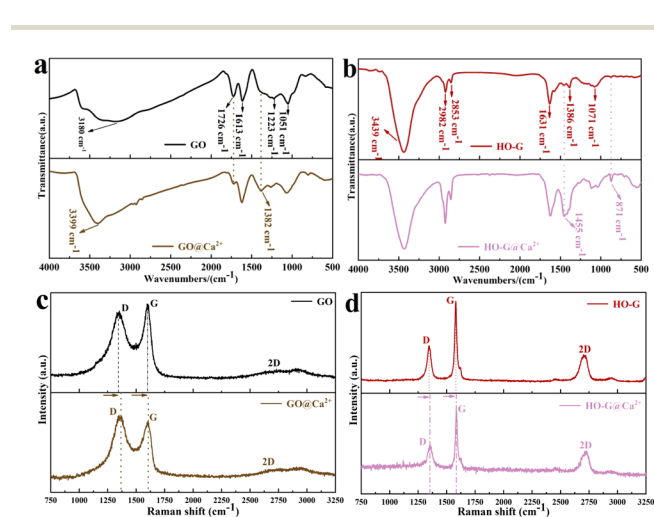 a
Transmittance(a.u.)
3180 cm⁻¹
1726 cm⁻¹
1613 cm⁻¹
1223 cm⁻¹
1051 cm⁻¹
GO
3399 cm⁻¹
1382 cm⁻¹
GO@Ca²⁺
4000 3500 3000 2500 2000 1500 1000 500
Wavenumbers/(cm⁻¹)
b
Transmittance(a.u.)
3439 cm⁻¹
2982 cm⁻¹
2853 cm⁻¹
1631 cm⁻¹
1386 cm⁻¹
1071 cm⁻¹
HO-G
1455 cm⁻¹
871 cm⁻¹
HO-G@Ca²⁺
4000 3500 3000 2500 2000 1500 1000 500
Wavenumbers/(cm⁻¹)
c
Intensity (a.u.)
D
G
2D
GO
D
G
2D
GO@Ca²⁺
750 1000 1250 1500 1750 2000 2250 2500 2750 3000 3250
Raman shift (cm⁻¹)
d
Intensity (a.u.)
D
G
2D
HO-G
D
G
2D
HO-G@Ca²⁺
750 1000 1250 1500 1750 2000 2250 2500 2750 3000 3250
Raman shift (cm⁻¹)